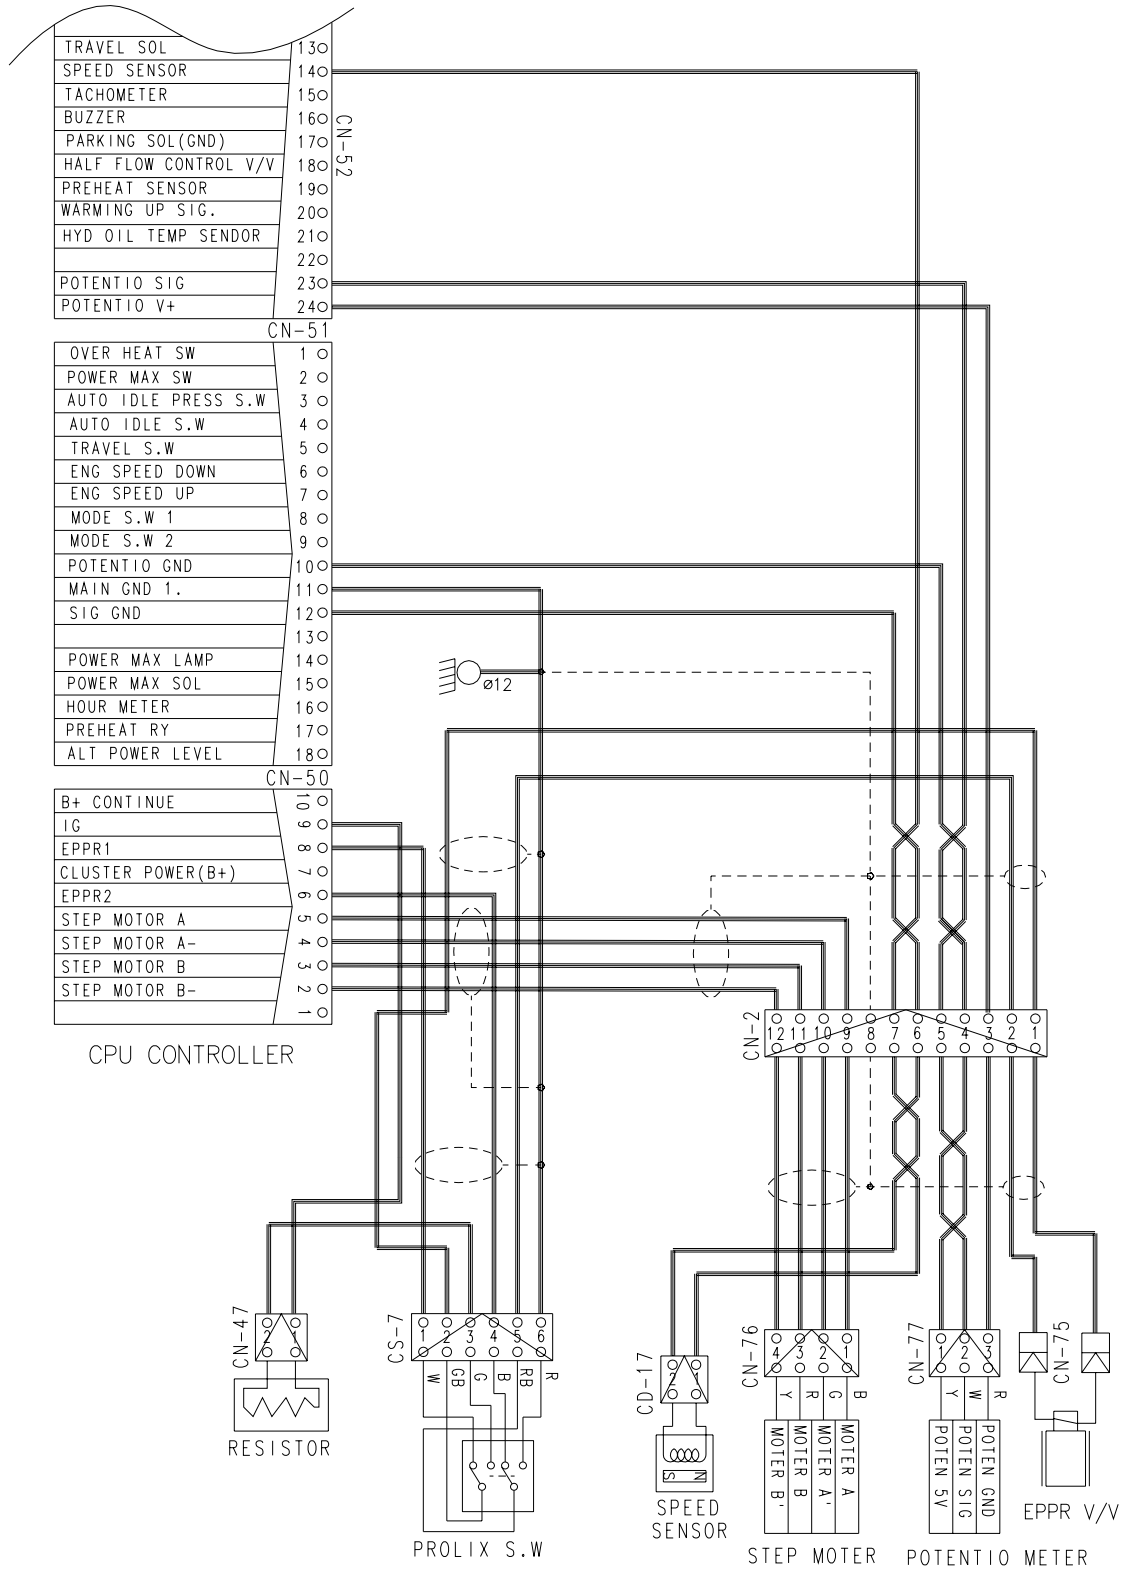 TRAVEL SOL 13
SPEED SENSOR 14
TACHOMETER 15
BUZZER 16
PARKING SOL(GND) 17
HALF FLOW CONTROL V/V 18
PREHEAT SENSOR 19
WARMING UP SIG. 20
HYD OIL TEMP SENDOR 21
22
POTENTIO SIG 23
POTENTIO V+ 24
CN-52
CN-51
OVER HEAT SW 1
POWER MAX SW 2
AUTO IDLE PRESS S.W 3
AUTO IDLE S.W 4
TRAVEL S.W 5
ENG SPEED DOWN 6
ENG SPEED UP 7
MODE S.W 1 8
MODE S.W 2 9
POTENTIO GND 10
MAIN GND 1. 11
SIG GND 12
13
POWER MAX LAMP 14
POWER MAX SOL 15
HOUR METER 16
PREHEAT RY 17
ALT POWER LEVEL 18
ø12
CN-50
B+ CONTINUE 10
IG 9
EPPR1 8
CLUSTER POWER(B+) 7
EPPR2 6
STEP MOTOR A 5
STEP MOTOR A- 4
STEP MOTOR B 3
STEP MOTOR B- 2
1
CPU CONTROLLER
CN-2
12 11 10 9 8 7 6 5 4 3 2 1
CN-47
2 1
RESISTOR
CS-7
1 2 3 4 5 6
W GB G B RB R
PROLIX S.W
CD-17
2 1
S N
SPEED
SENSOR
CN-76
4 3 2 1
Y R G B
MOTER B'
MOTER B
MOTER A'
MOTER A
STEP MOTER
CN-77
1 2 3
Y W R
POTEN 5V
POTEN SIG
POTEN GND
POTENTIO METER
CN-75
EPPR V/V